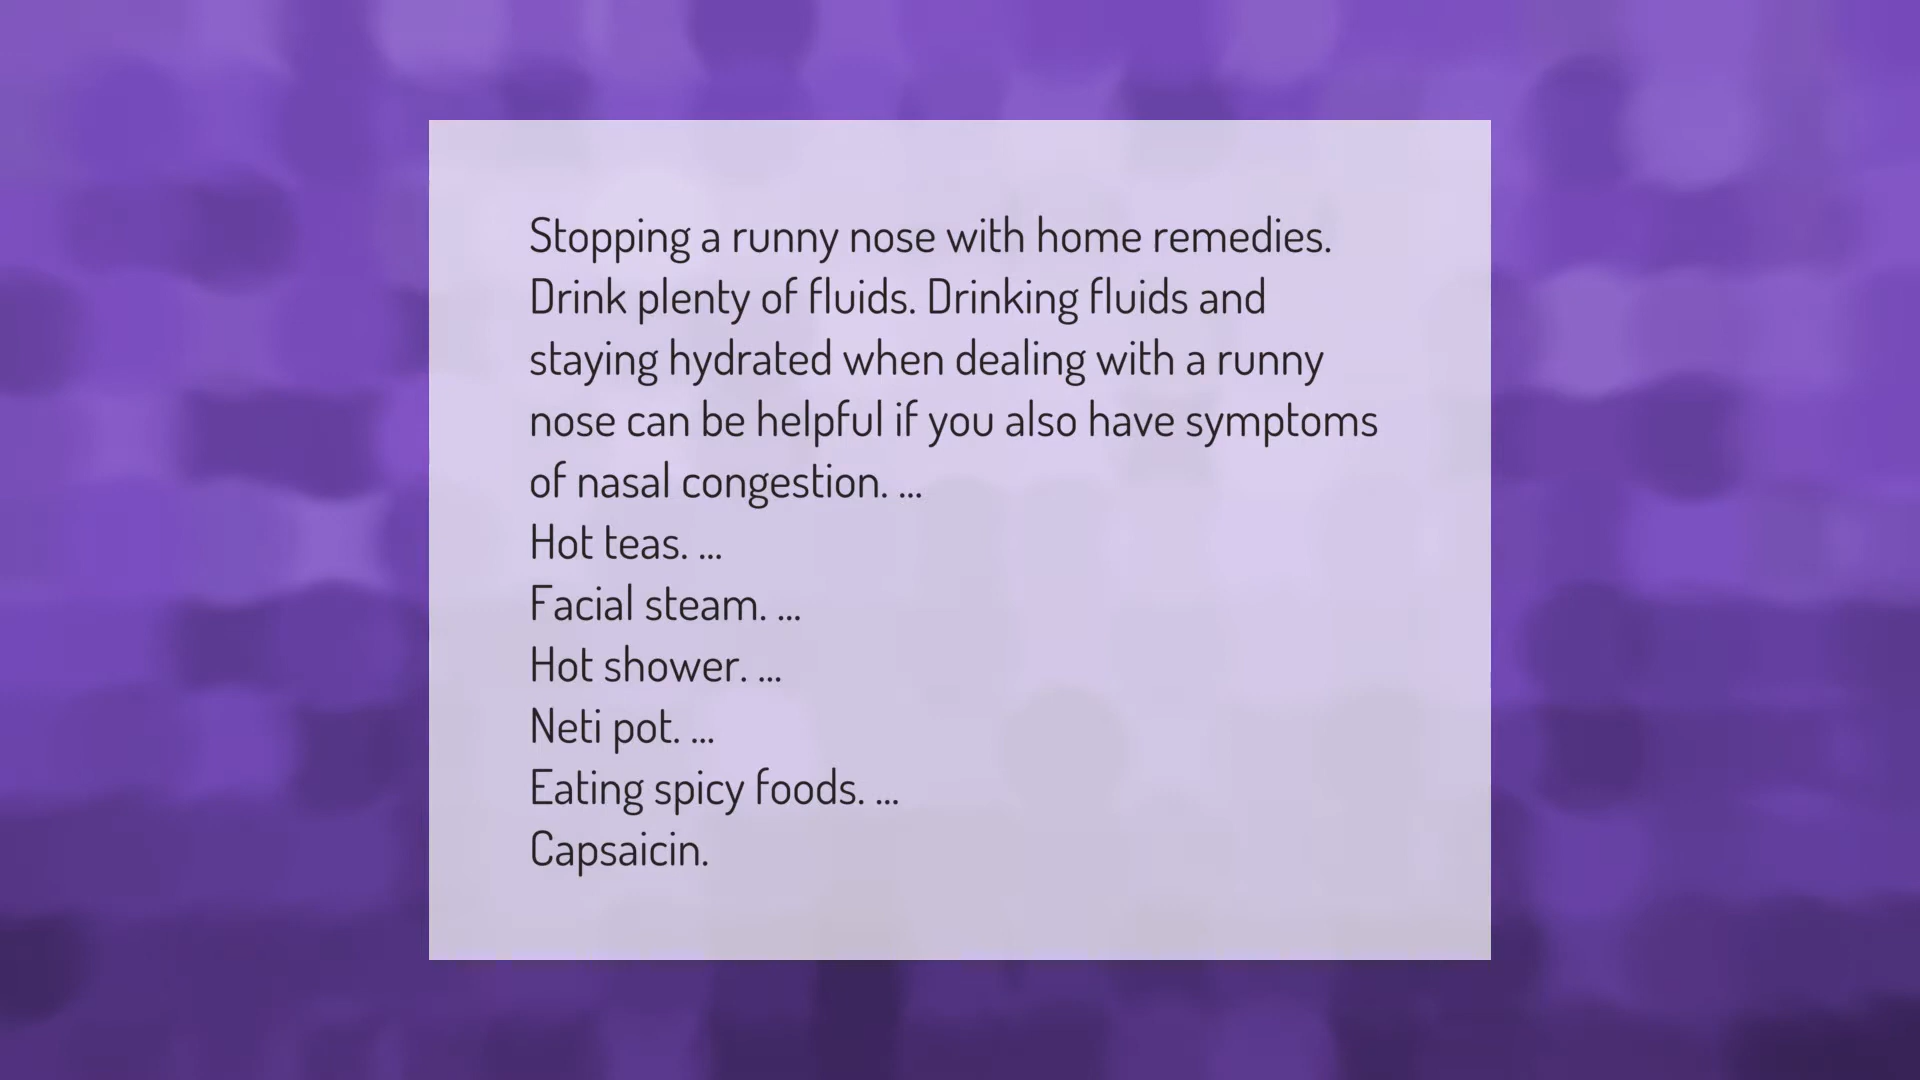 Stopping a runny nose with home remedies.
Drink plenty of fluids. Drinking fluids and
staying hydrated when dealing with a runny
nose can be helpful if you also have symptoms
of nasal congestion. ...
Hot teas. ...
Facial steam. ...
Hot shower. ...
Neti pot. ...
Eating spicy foods. ...
Capsaicin.